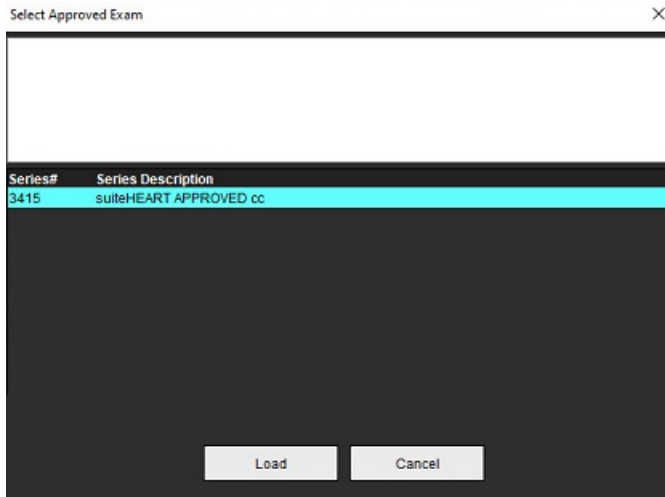 Select Approved Exam
Series# Series Description
3415 suiteHEART APPROVED cc
Load Cancel